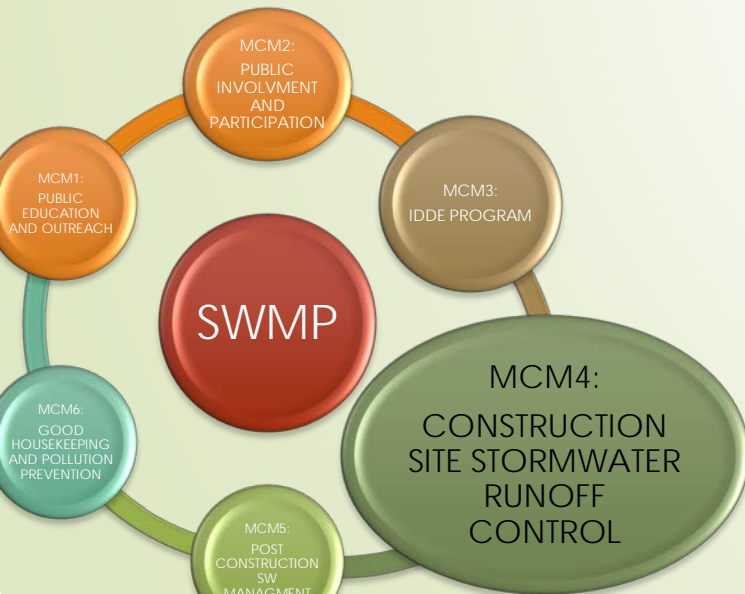 MCM2:
PUBLIC
INVOLVMENT
AND
PARTICIPATION
MCM1:
PUBLIC
EDUCATION
AND OUTREACH
MCM3:
IDDE PROGRAM
SWMP
MCM4:
CONSTRUCTION
SITE STORMWATER
RUNOFF
CONTROL
MCM6:
GOOD
HOUSEKEEPING
AND POLLUTION
PREVENTION
MCM5:
POST
CONSTRUCTION
SW
MANAGMENT